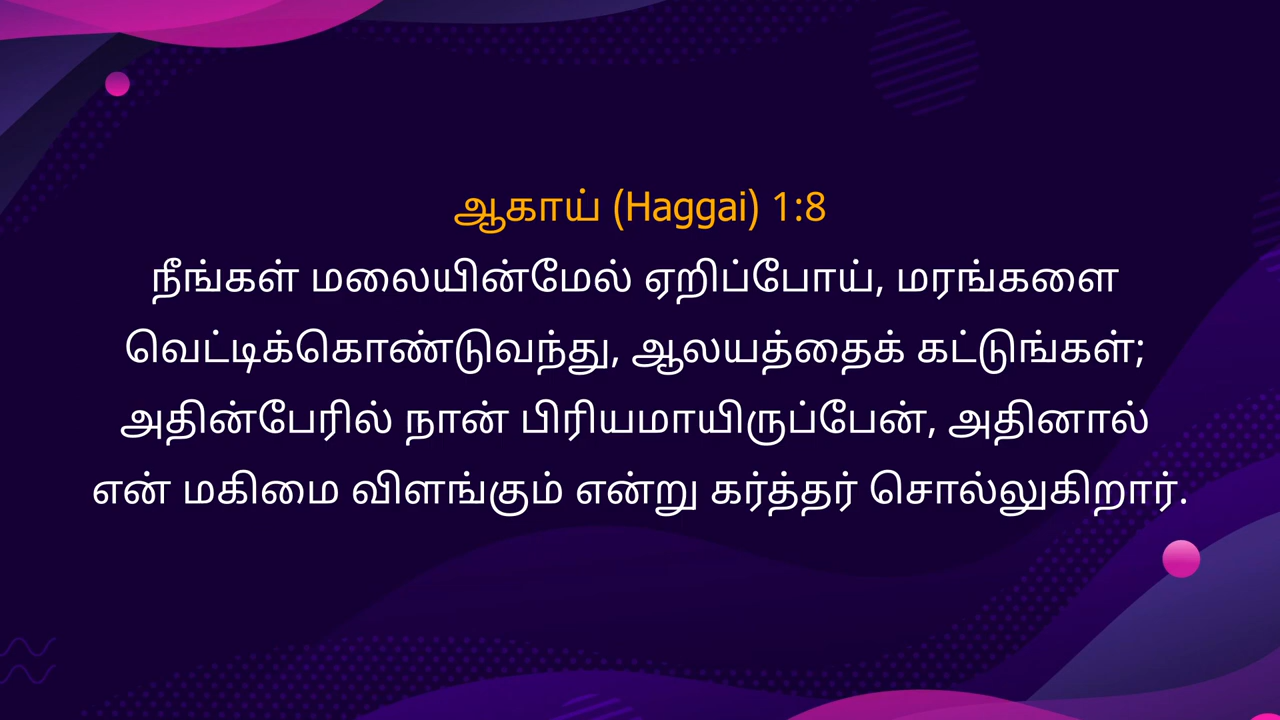 ஆகாய் (Haggai) 1:8
நீங்கள் மலையின்மேல் ஏறிப்போய், மரங்களை
வெட்டிக்கொண்டுவந்து, ஆலயத்தைக் கட்டுங்கள்;
அதின்பேரில் நான் பிரியமாயிருப்பேன், அதினால்
என் மகிமை விளங்கும் என்று கர்த்தர் சொல்லுகிறார்.